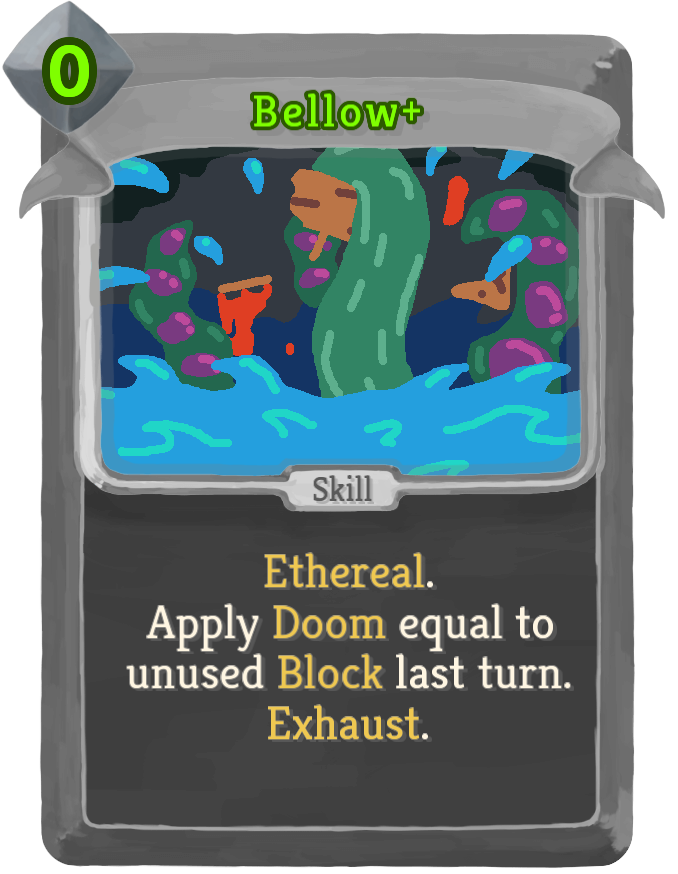 0
Bellow+
Skill
Ethereal.
Apply Doom equal to
unused Block last turn.
Exhaust.